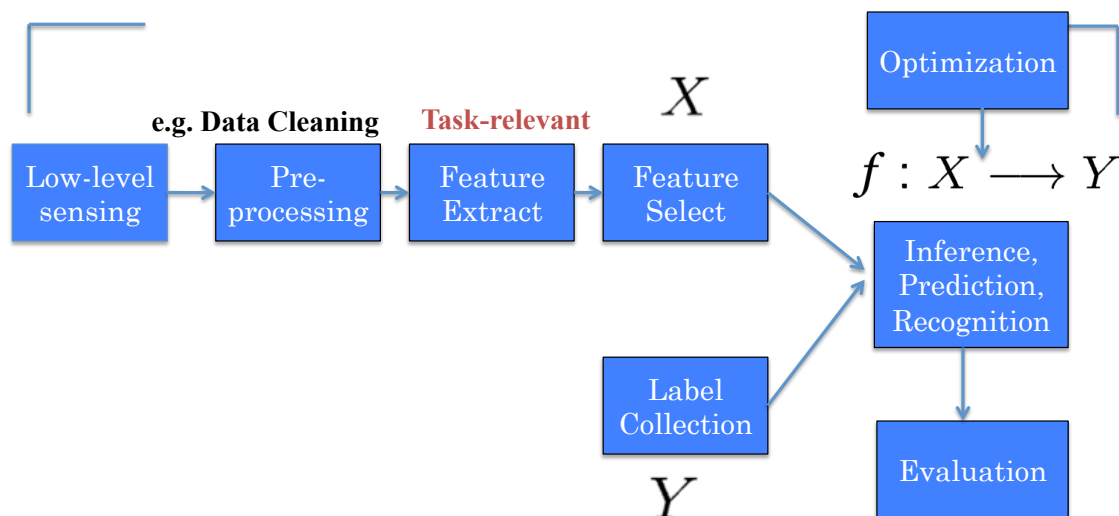 Optimization
X
e.g. Data Cleaning
Task-relevant
Low-level
sensing
Pre-
processing
Feature
Extract
Feature
Select
f : X ⟶ Y
Inference,
Prediction,
Recognition
Label
Collection
Y
Evaluation